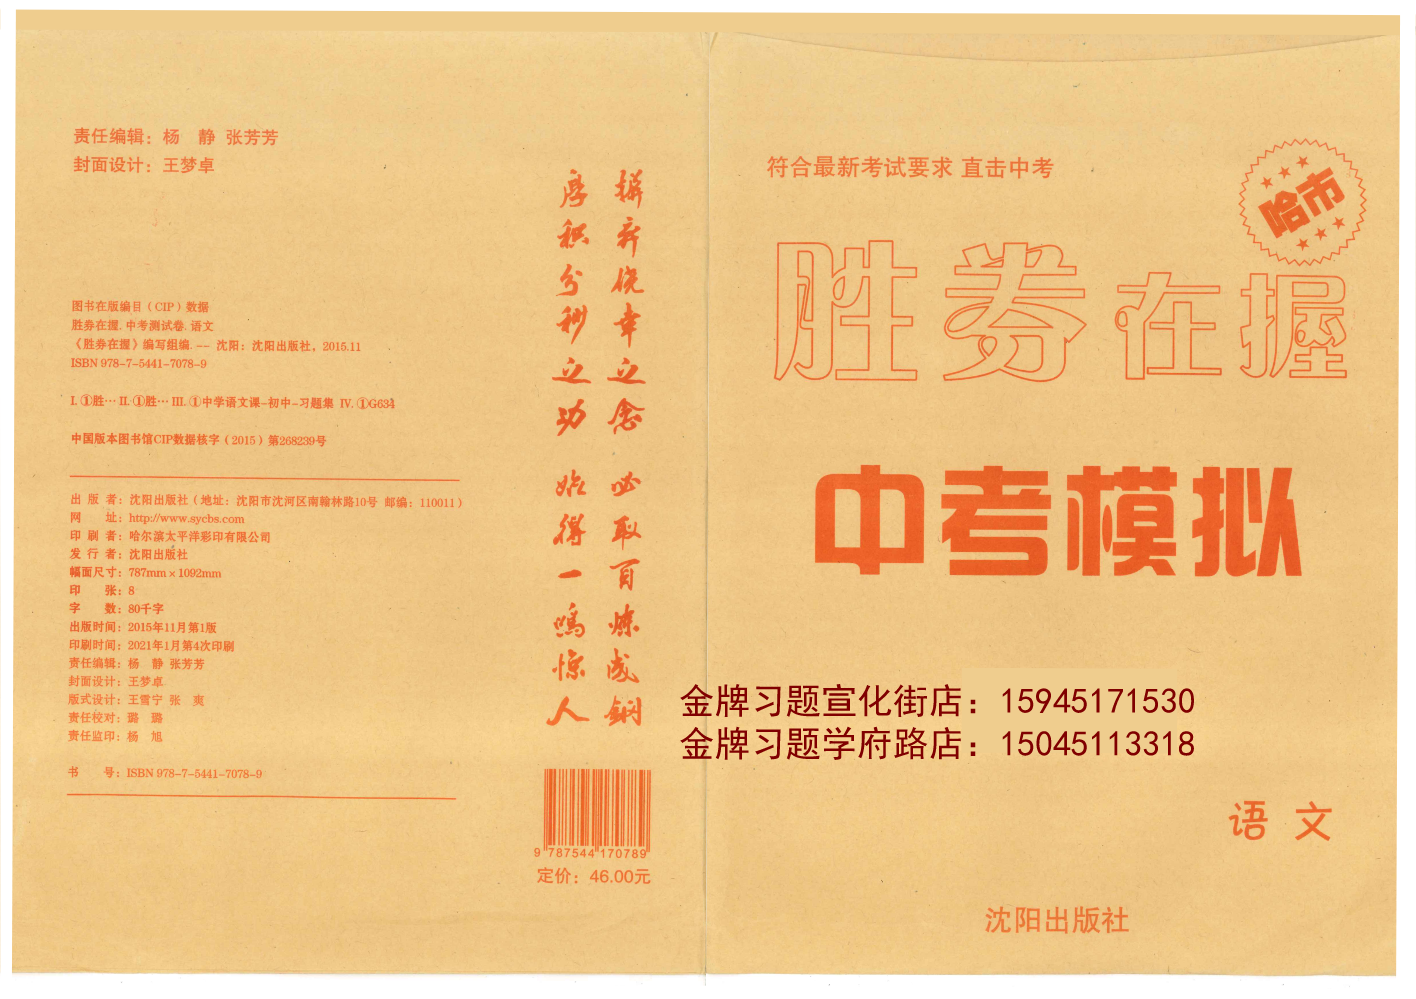 责任编辑：杨 静 张芳芳
封面设计：王梦卓
图书在版编目（CIP）数据
胜券在握.中考测试卷.语文
《胜券在握》编写组编. -- 沈阳：沈阳出版社，2015.11
ISBN 978-7-5441-7078-9
I. ①胜… II. ①胜… III. ①中学语文课-初中-习题集 IV. ①G634
中国版本图书馆CIP数据核字（2015）第268239号
出 版 者：沈阳出版社（地址：沈阳市沈河区南翰林路10号 邮编：110011）
网 址：http://www.sycbs.com
印 刷 者：哈尔滨太平洋彩印有限公司
发 行 者：沈阳出版社
幅面尺寸：787mm×1092mm
印 张：8
字 数：80千字
出版时间：2015年11月第1版
印刷时间：2021年1月第4次印刷
责任编辑：杨 静 张芳芳
封面设计：王梦卓
版式设计：王雪宁 张 爽
责任校对：璐 璐
责任监印：杨 旭
书 号：ISBN 978-7-5441-7078-9
摒弃侥幸之念 必取百炼成钢
厚积分秒之功 始得一鸣惊人
9 787544 170789
定价：46.00元
符合最新考试要求 直击中考
哈市
胜券在握
中考模拟
金牌习题宣化街店：15945171530
金牌习题学府路店：15045113318
语 文
沈阳出版社